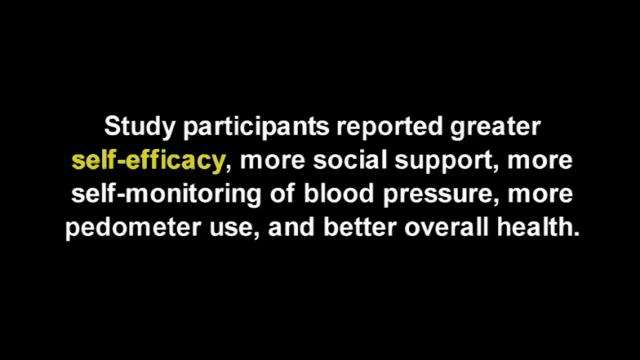 Study participants reported greater
self-efficacy, more social support, more
self-monitoring of blood pressure, more
pedometer use, and better overall health.